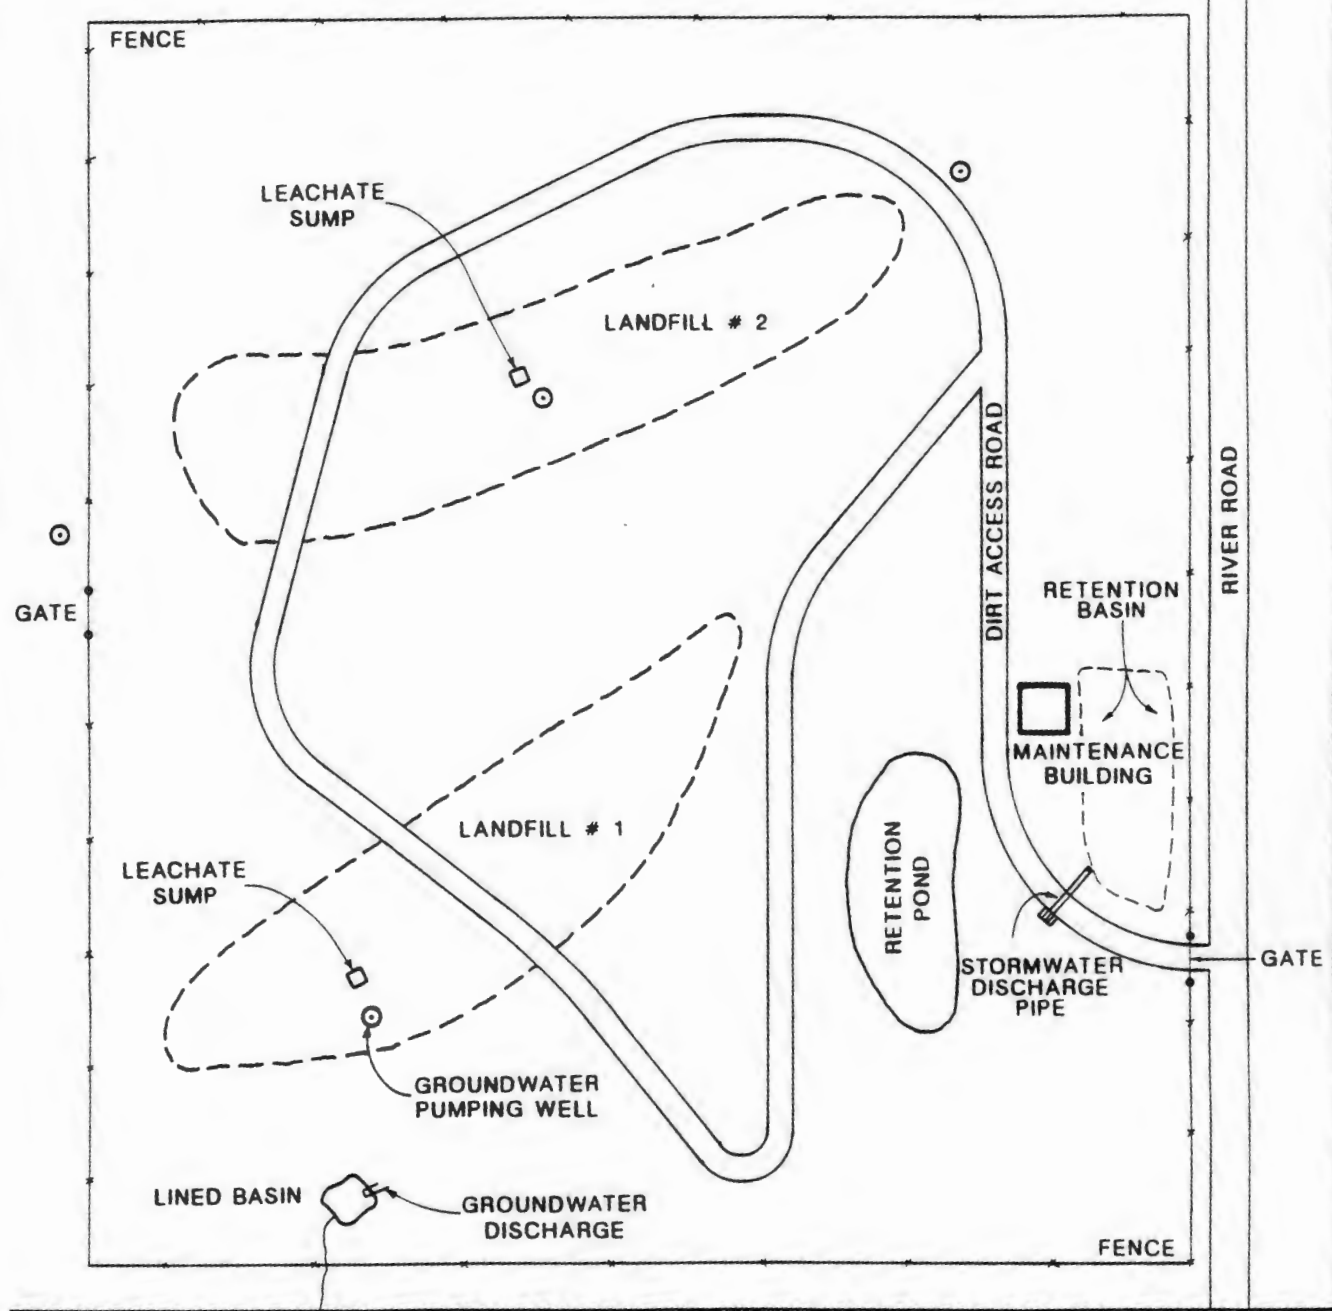 FENCE
LEACHATE
SUMP
LANDFILL # 2
DIRT ACCESS ROAD
RIVER ROAD
GATE
RETENTION
BASIN
MAINTENANCE
BUILDING
LANDFILL # 1
RETENTION
POND
LEACHATE
SUMP
STORMWATER
DISCHARGE
PIPE
GATE
GROUNDWATER
PUMPING WELL
LINED BASIN
GROUNDWATER
DISCHARGE
FENCE